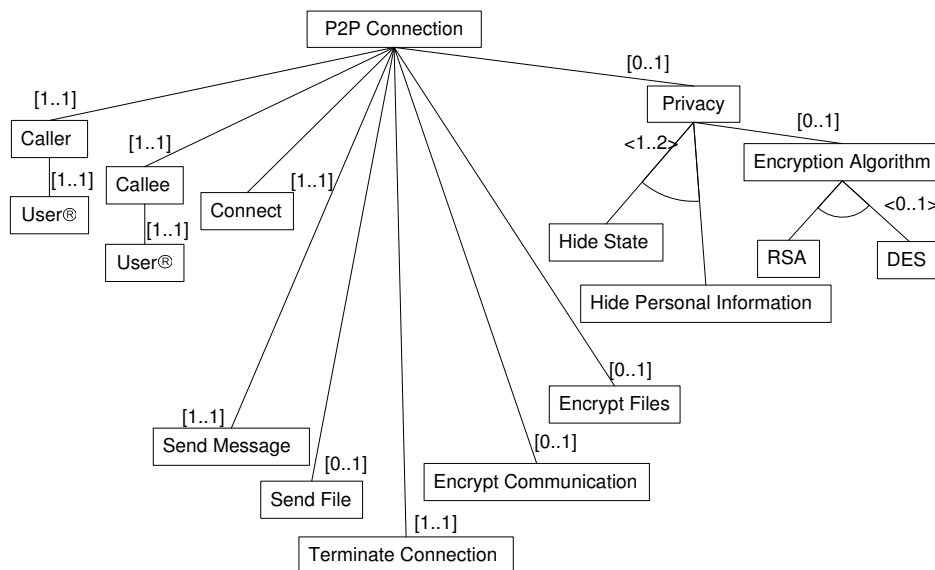 P2P Connection
[0..1]
[1..1]
Privacy
[0..1]
Caller
[1..1]
<1..2>
Encryption Algorithm
[1..1]
Callee
[1..1]
User®
Connect
<0..1>
[1..1]
User®
Hide State
RSA
DES
Hide Personal Information
[0..1]
Encrypt Files
[1..1]
Send Message
[0..1]
[0..1]
Encrypt Communication
Send File
[1..1]
Terminate Connection